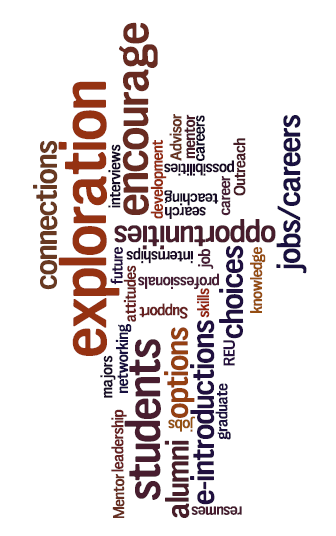 connections
exploration
encourage
interviews
development
Advisor
mentor
careers
possibilities
teaching
search
career
Outreach
opportunities
jobs/careers
internships
job
future
attitudes
professionals
Support
skills
choices
knowledge
majors
networking
students
options
jobs
e-introductions
REU
graduate
Mentor
leadership
alumni
resumes